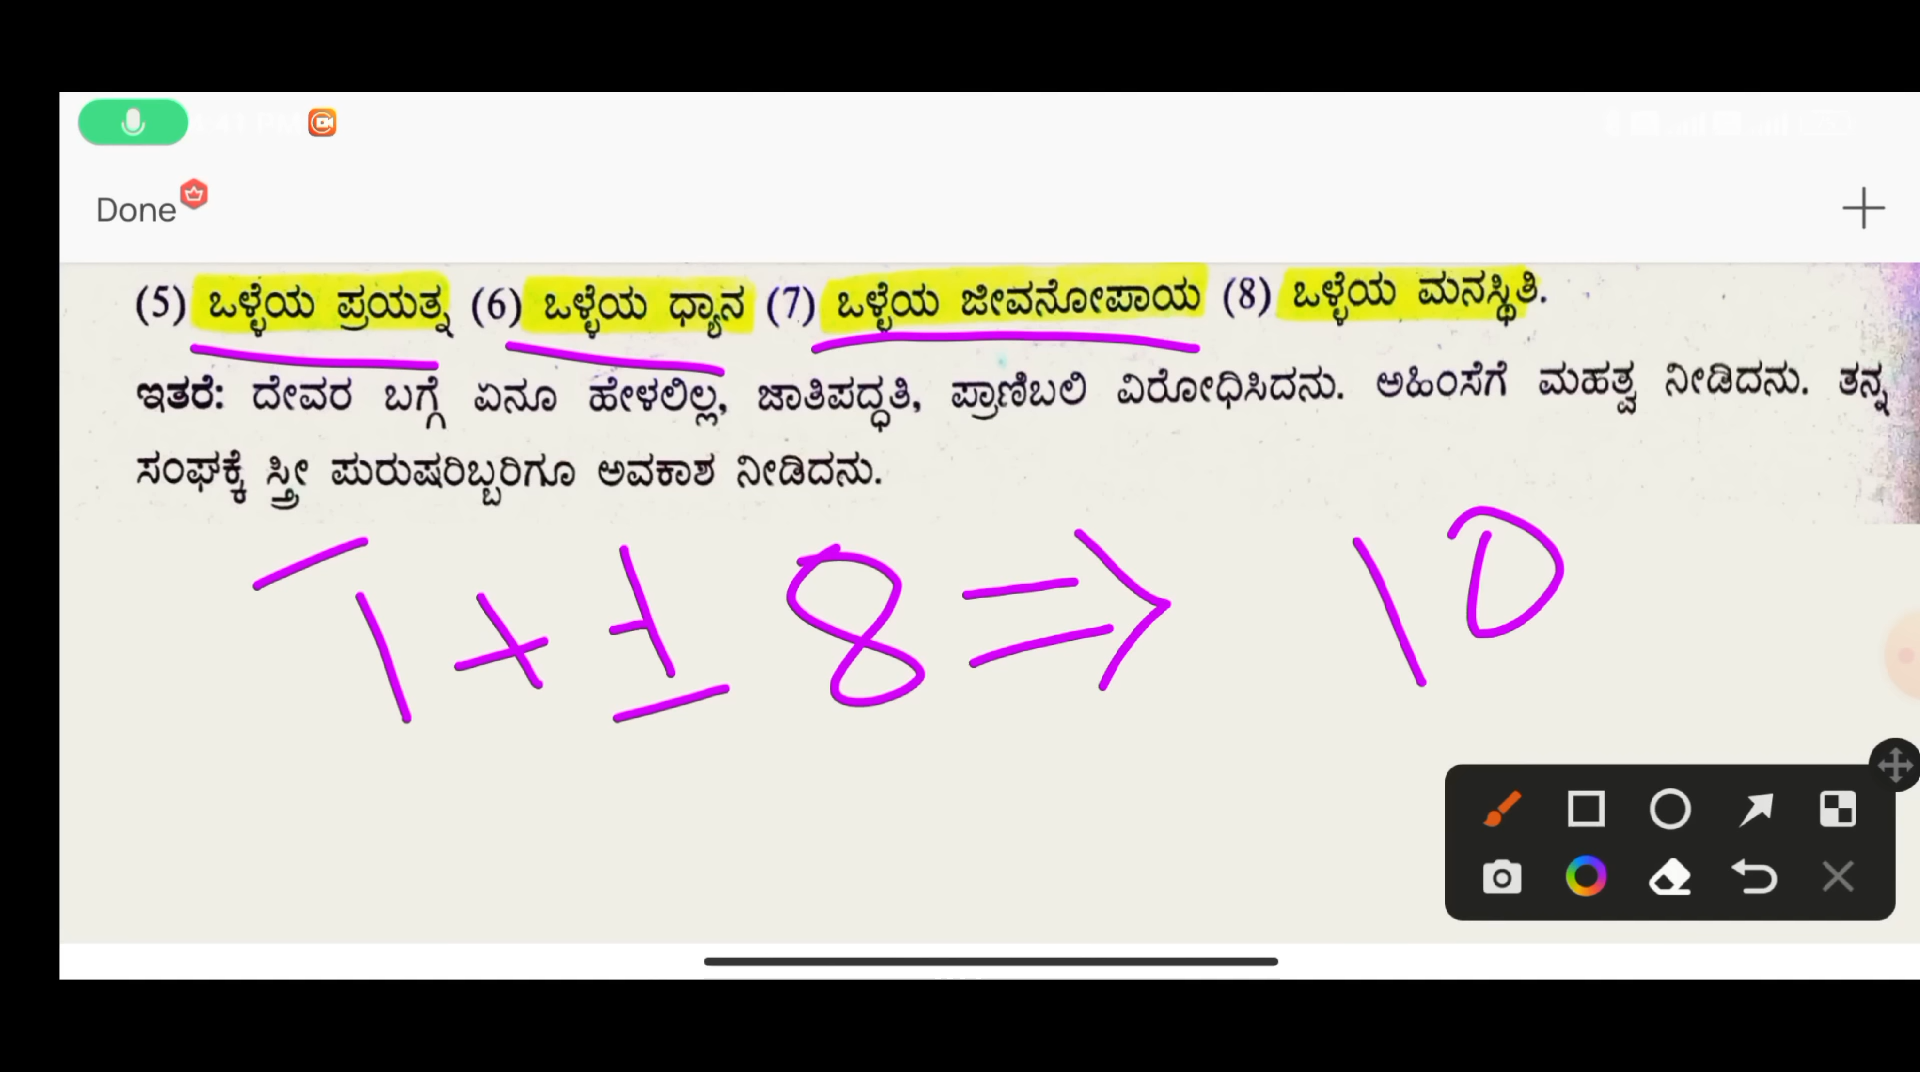 Done
(5) ಒಳ್ಳೆಯ ಪ್ರಯತ್ನ (6) ಒಳ್ಳೆಯ ಧ್ಯಾನ (7) ಒಳ್ಳೆಯ ಜೀವನೋಪಾಯ (8) ಒಳ್ಳೆಯ ಮನಸ್ಥಿತಿ.
ಇತರೆ: ದೇವರ ಬಗ್ಗೆ ಏನೂ ಹೇಳಲಿಲ್ಲ, ಜಾತಿಪದ್ಧತಿ, ಪ್ರಾಣಿಬಲಿ ವಿರೋಧಿಸಿದನು. ಅಹಿಂಸೆಗೆ ಮಹತ್ವ ನೀಡಿದನು. ತನ್ನ
ಸಂಘಕ್ಕೆ ಸ್ತ್ರೀ ಪುರುಷರಿಬ್ಬರಿಗೂ ಅವಕಾಶ ನೀಡಿದನು.
1 + 1 8 => 10